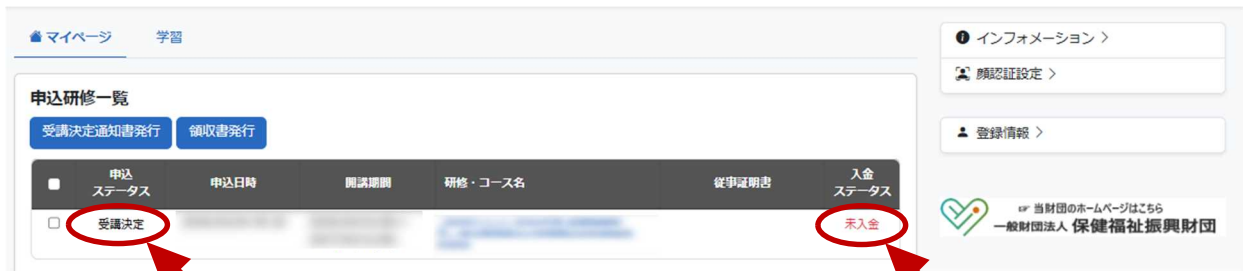 マイページ 学習
申込研修一覧
受講決定通知書発行 領収書発行
申込
ステータス
申込日時
開講期間
研修・コース名
従事証明書
入金
ステータス
受講決定
未入金
インフォメーション >
顔認証設定 >
登録情報 >
☞ 当財団のホームページはこちら
一般財団法人 保健福祉振興財団